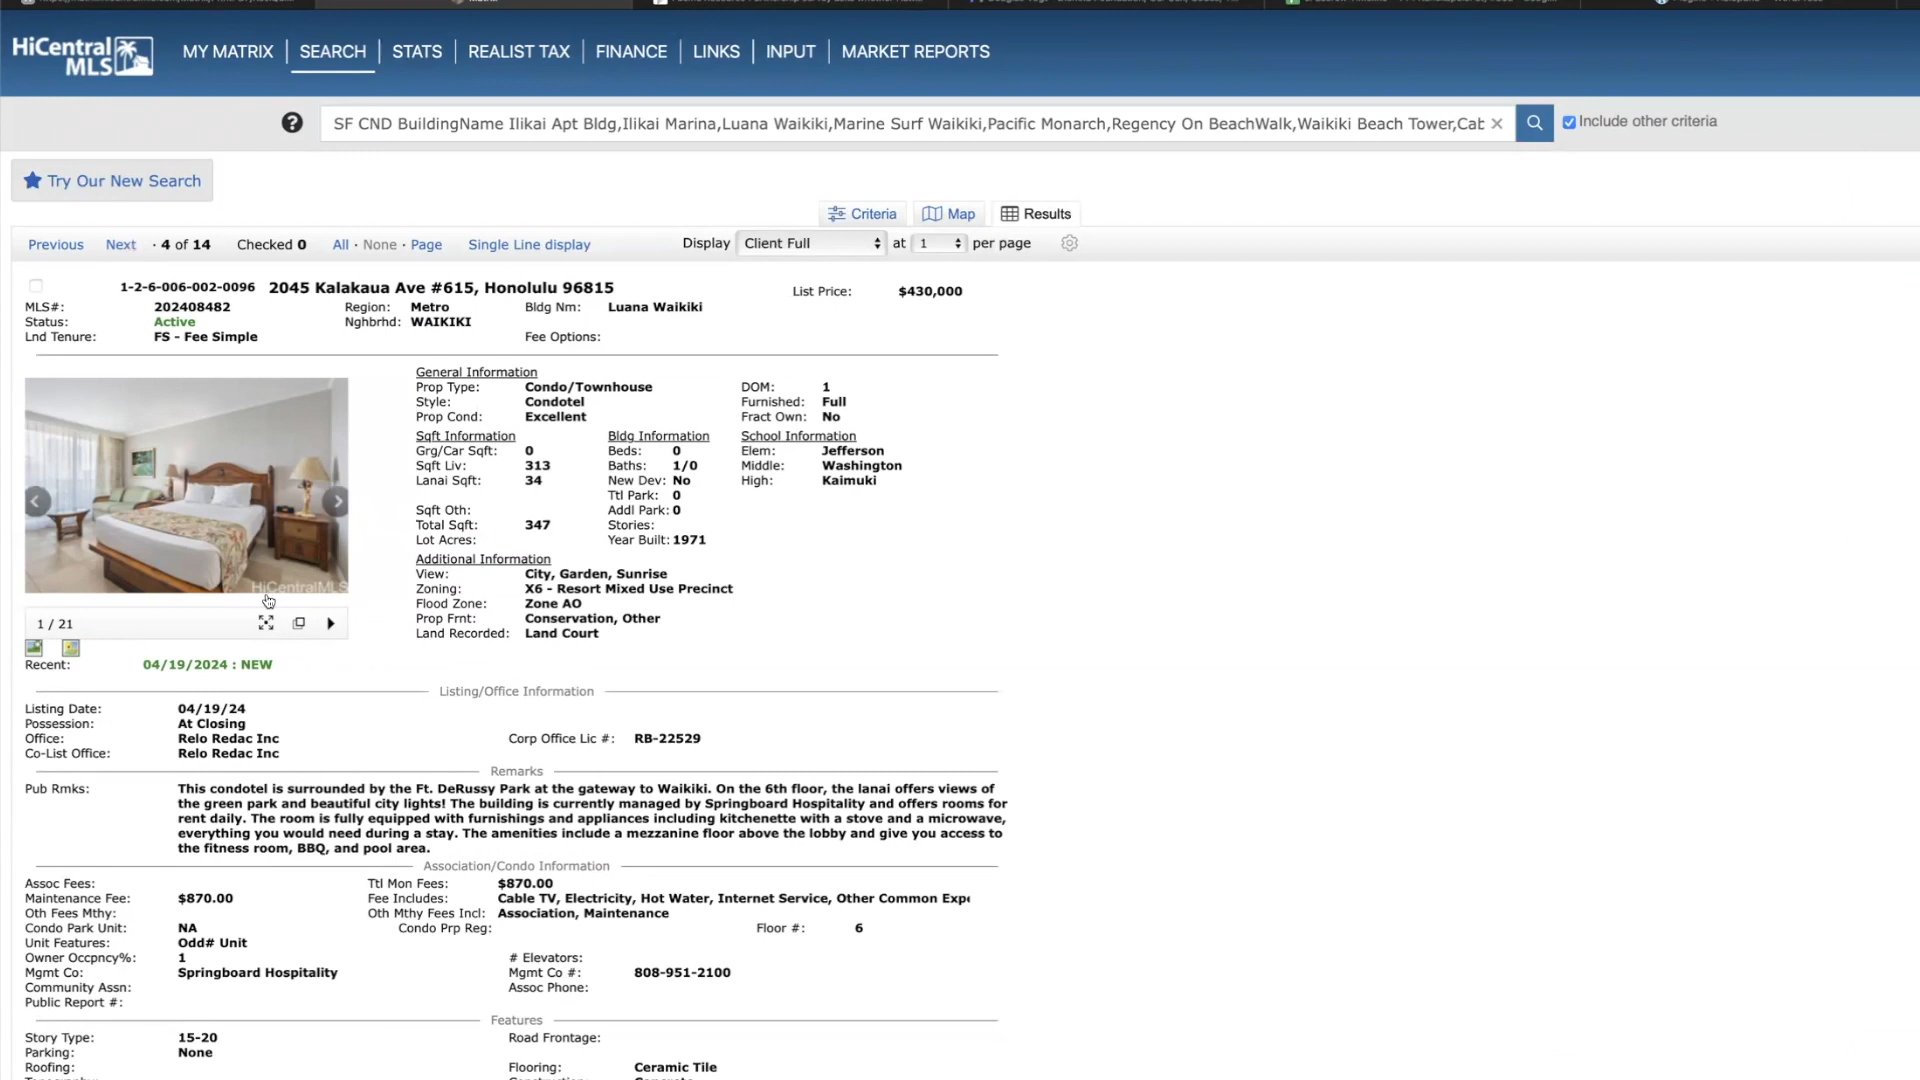 HiCentral MLS
MY MATRIX SEARCH STATS REALIST TAX FINANCE LINKS INPUT MARKET REPORTS
SF CND BuildingName Ilikai Apt Bldg,Ilikai Marina,Luana Waikiki,Marine Surf Waikiki,Pacific Monarch,Regency On BeachWalk,Waikiki Beach Tower,Cab
Include other criteria
Try Our New Search
Criteria Map Results
Previous Next · 4 of 14 Checked 0 All · None · Page Single Line display Display Client Full at 1 per page
1-2-6-006-002-0096 2045 Kalakaua Ave #615, Honolulu 96815 List Price: $430,000
MLS#: 202408482 Region: Metro Bldg Nm: Luana Waikiki
Status: Active Nghbrhd: WAIKIKI
Lnd Tenure: FS - Fee Simple Fee Options:
General Information
Prop Type: Condo/Townhouse DOM: 1
Style: Condotel Furnished: Full
Prop Cond: Excellent Fract Own: No
Sqft Information Bldg Information School Information
Grg/Car Sqft: 0 Beds: 0 Elem: Jefferson
Sqft Liv: 313 Baths: 1/0 Middle: Washington
Lanai Sqft: 34 New Dev: No High: Kaimuki
Ttl Park: 0
Sqft Oth: Addl Park: 0
Total Sqft: 347 Stories:
Lot Acres: Year Built: 1971
Additional Information
View: City, Garden, Sunrise
Zoning: X6 - Resort Mixed Use Precinct
Flood Zone: Zone AO
Prop Frnt: Conservation, Other
Land Recorded: Land Court
HiCentralMLS
1 / 21
Recent: 04/19/2024 : NEW
Listing/Office Information
Listing Date: 04/19/24
Possession: At Closing
Office: Relo Redac Inc Corp Office Lic #: RB-22529
Co-List Office: Relo Redac Inc
Remarks
Pub Rmks: This condotel is surrounded by the Ft. DeRussy Park at the gateway to Waikiki. On the 6th floor, the lanai offers views of
the green park and beautiful city lights! The building is currently managed by Springboard Hospitality and offers rooms for
rent daily. The room is fully equipped with furnishings and appliances including kitchenette with a stove and a microwave,
everything you would need during a stay. The amenities include a mezzanine floor above the lobby and give you access to
the fitness room, BBQ, and pool area.
Association/Condo Information
Assoc Fees: Ttl Mon Fees: $870.00
Maintenance Fee: $870.00 Fee Includes: Cable TV, Electricity, Hot Water, Internet Service, Other Common Expe
Oth Fees Mthy: Oth Mthy Fees Incl: Association, Maintenance
Condo Park Unit: NA Condo Prp Reg: Floor #: 6
Unit Features: Odd# Unit
Owner Occpncy%: 1 # Elevators:
Mgmt Co: Springboard Hospitality Mgmt Co #: 808-951-2100
Community Assn: Assoc Phone:
Public Report #:
Features
Story Type: 15-20 Road Frontage:
Parking: None
Roofing: Flooring: Ceramic Tile